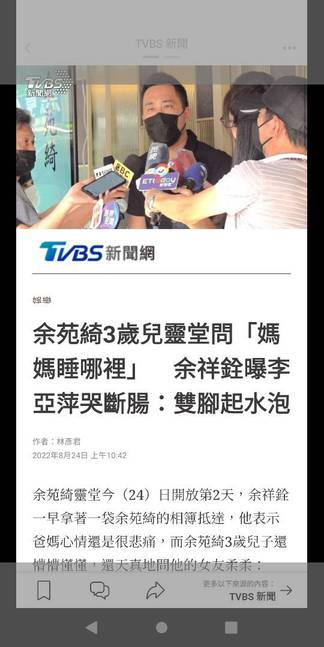 TVBS 新聞
TVBS
新聞網
苑綺
EBC
ETtoday
TVBS新聞網
娛樂
余苑綺3歲兒靈堂問「媽
媽睡哪裡」　余祥銓曝李
亞萍哭斷腸：雙腳起水泡
作者：林彥君
2022年8月24日 上午10:42
余苑綺靈堂今（24）日開放第2天，余祥銓
一早拿著一袋余苑綺的相簿抵達，他表示
爸媽心情還是很悲痛，而余苑綺3歲兒子還
懵懵懂懂，還天真地問他的女友柔柔：
更多以下來源的內容：
TVBS 新聞